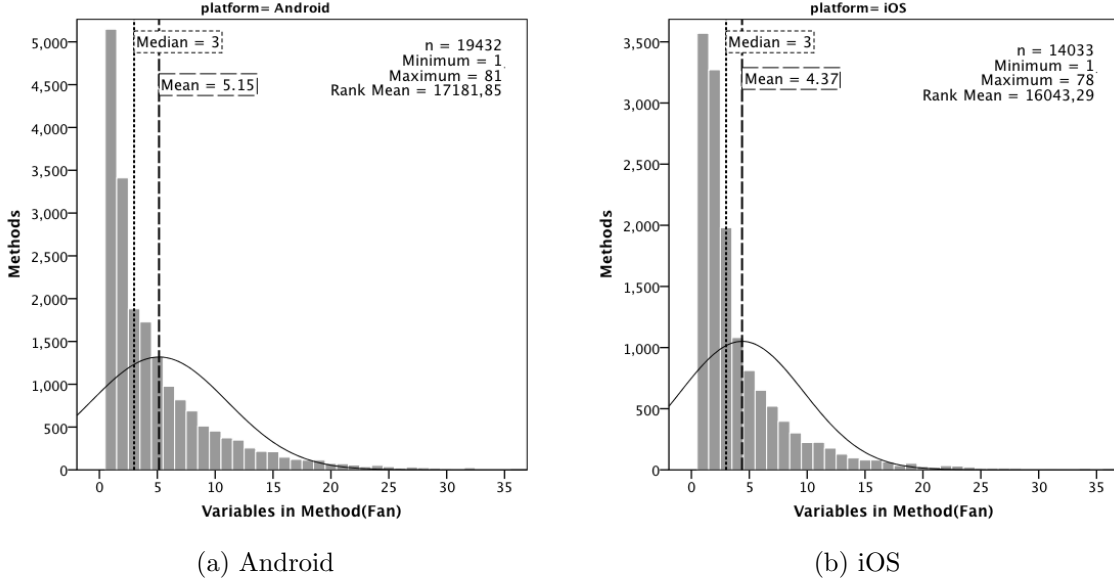 platform= Android
5,000
4,500
4,000
3,500
3,000
2,500
2,000
1,500
1,000
500
0
Methods
Median = 3
Mean = 5.15
n = 19432
Minimum = 1
Maximum = 81
Rank Mean = 17181,85
0 5 10 15 20 25 30 35
Variables in Method(Fan)
(a) Android
platform= iOS
3,500
3,000
2,500
2,000
1,500
1,000
500
0
Methods
Median = 3
Mean = 4.37
n = 14033
Minimum = 1
Maximum = 78
Rank Mean = 16043,29
0 5 10 15 20 25 30 35
Variables in Method(Fan)
(b) iOS